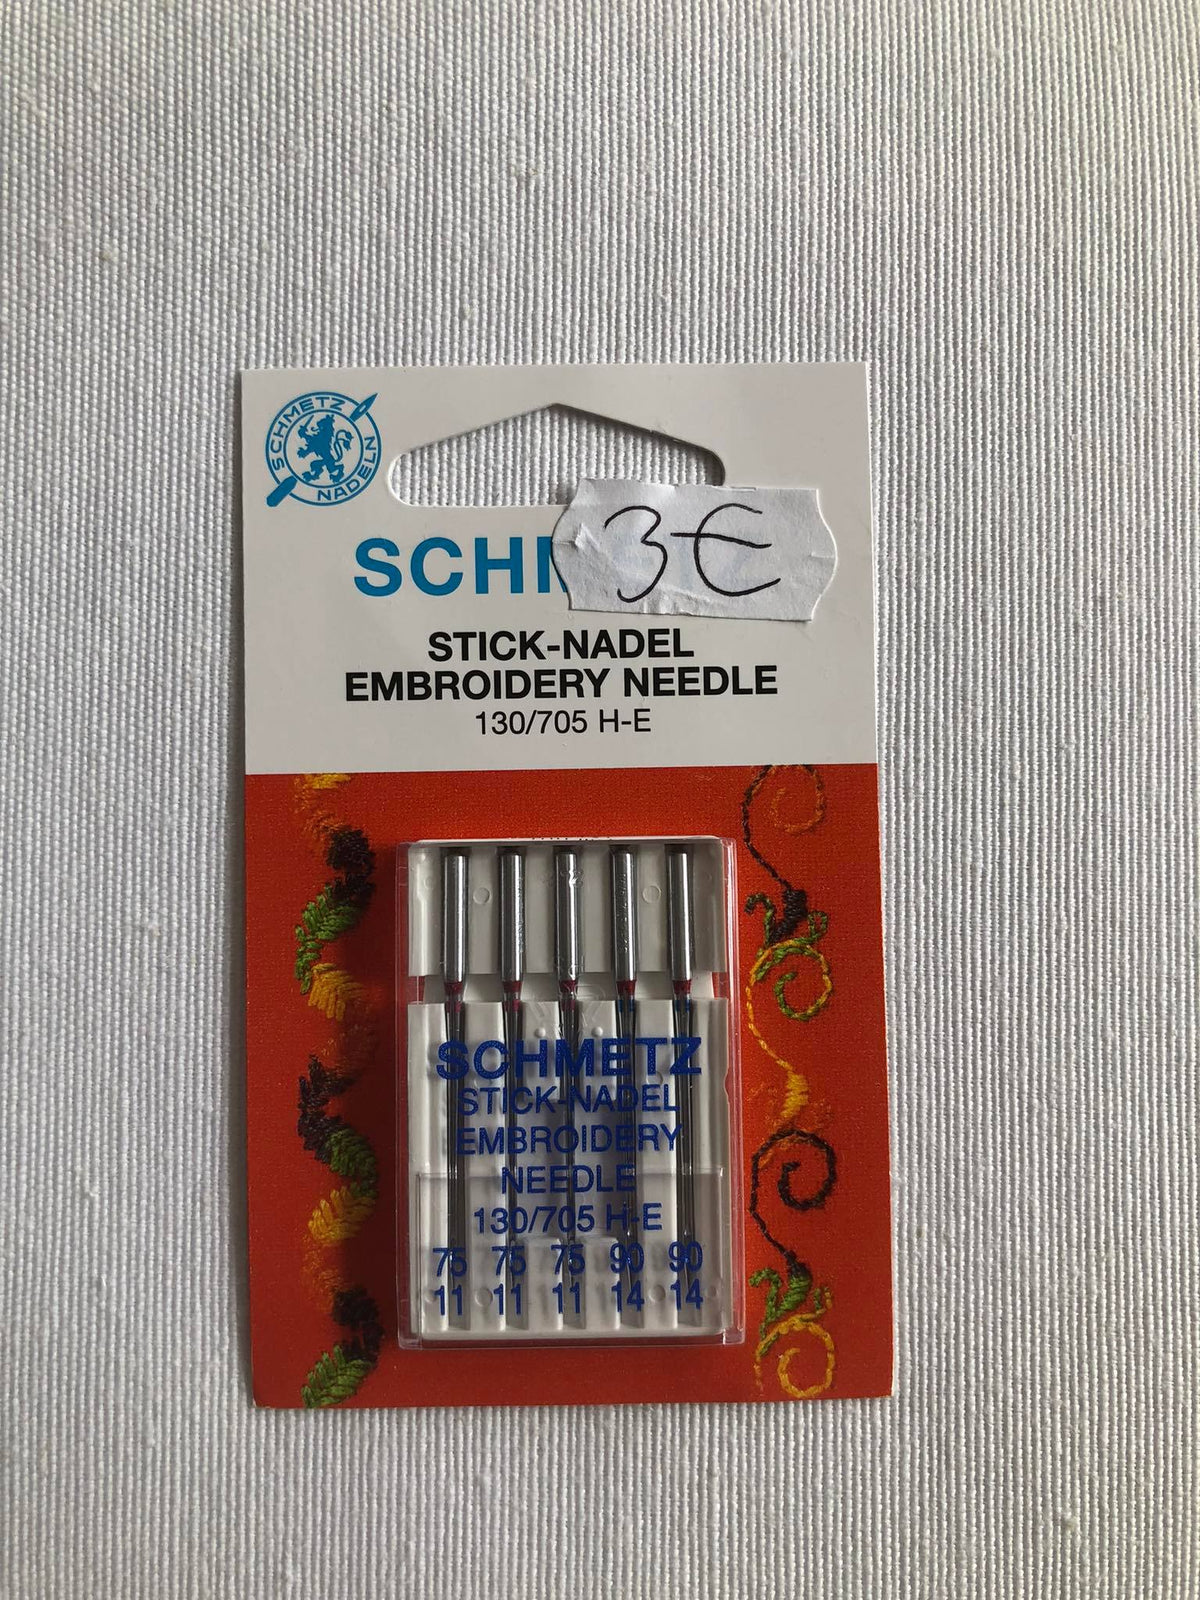 SCHMETZ
NADELN
3€
SCHMETZ
STICK-NADEL
EMBROIDERY NEEDLE
130/705 H-E
SCHMETZ
STICK-NADEL
EMBROIDERY
NEEDLE
130/705 H-E
75 75 75 90 90
11 11 11 14 14